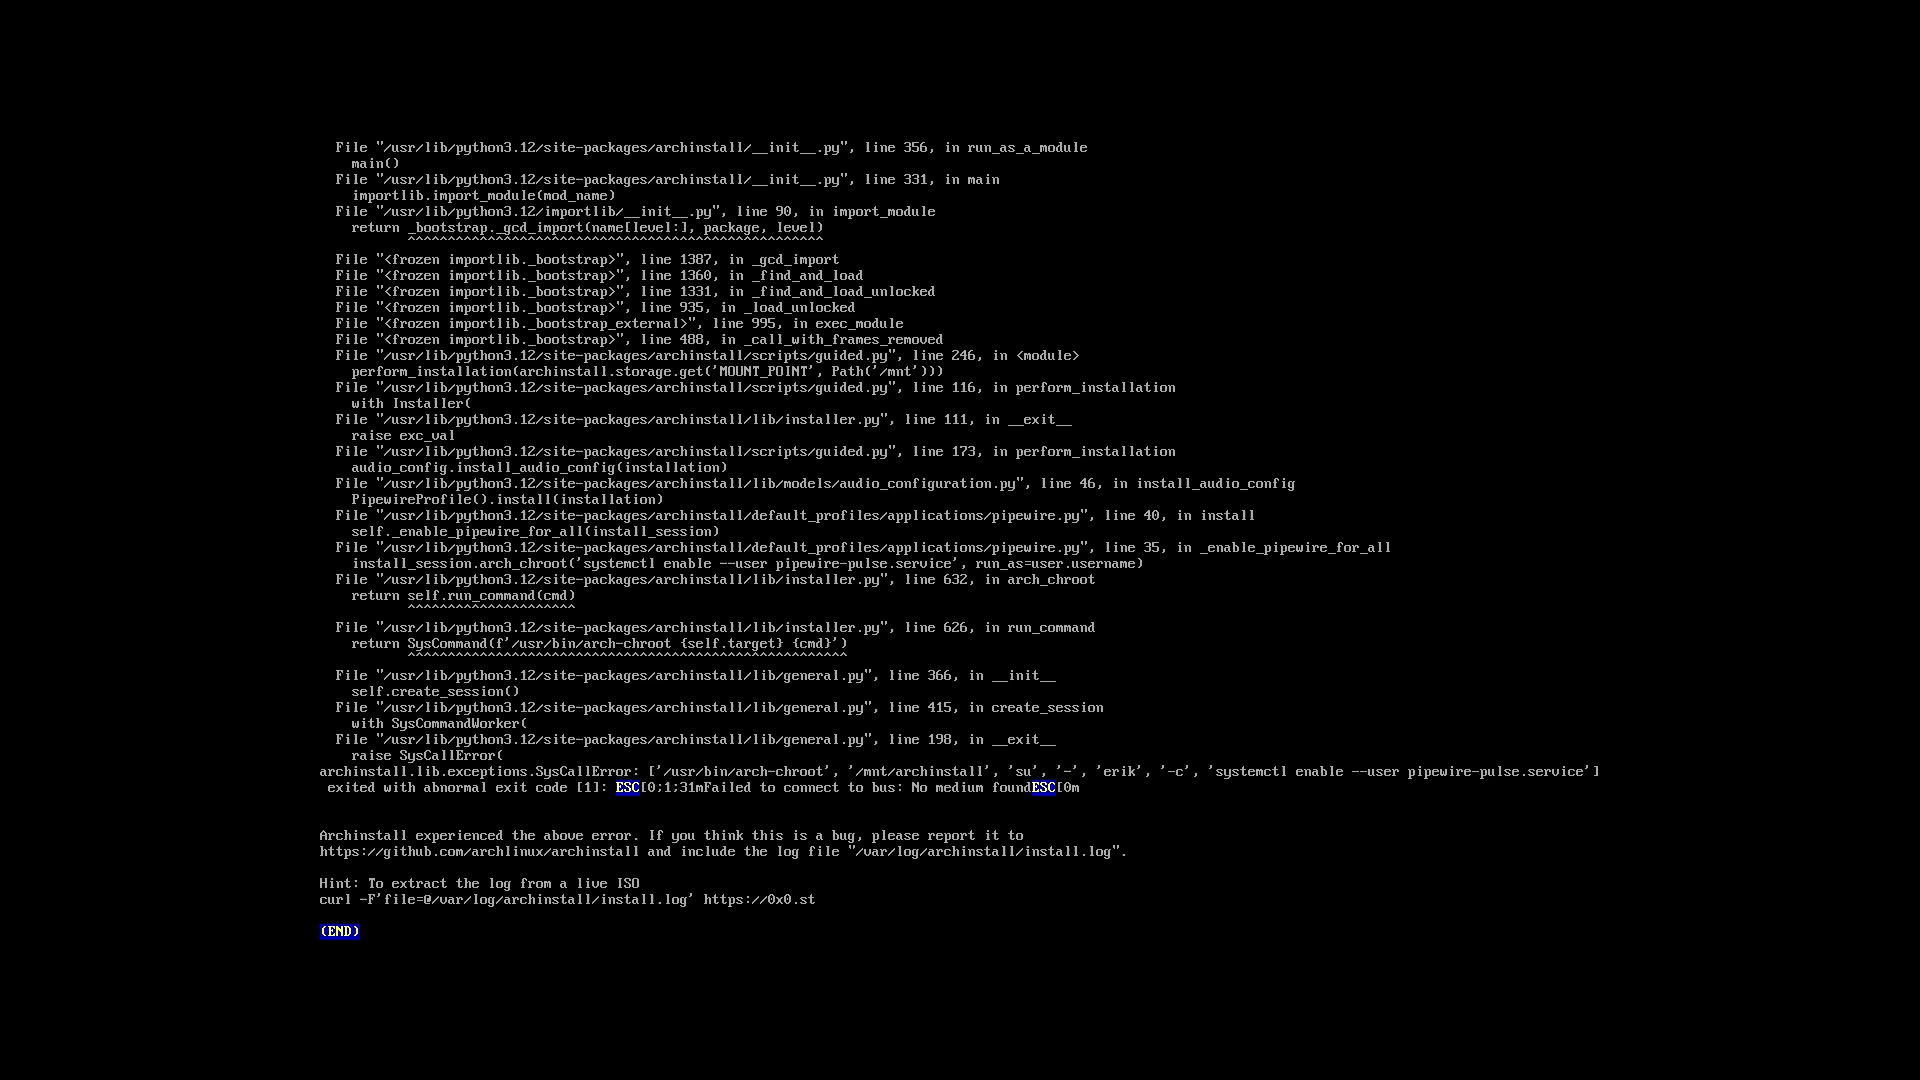 File "/usr/lib/python3.12/site-packages/archinstall/__init__.py", line 356, in run_as_a_module
main()
File "/usr/lib/python3.12/site-packages/archinstall/__init__.py", line 331, in main
importlib.import_module(mod_name)
File "/usr/lib/python3.12/importlib/__init__.py", line 90, in import_module
return _bootstrap._gcd_import(name[level:], package, level)
^^^^^^^^^^^^^^^^^^^^^^^^^^^^^^^^^^^^^^^^^^^^^^^^^^^^
File "<frozen importlib._bootstrap>", line 1387, in _gcd_import
File "<frozen importlib._bootstrap>", line 1360, in _find_and_load
File "<frozen importlib._bootstrap>", line 1331, in _find_and_load_unlocked
File "<frozen importlib._bootstrap>", line 935, in _load_unlocked
File "<frozen importlib._bootstrap_external>", line 995, in exec_module
File "<frozen importlib._bootstrap>", line 488, in _call_with_frames_removed
File "/usr/lib/python3.12/site-packages/archinstall/scripts/guided.py", line 246, in <module>
perform_installation(archinstall.storage.get('MOUNT_POINT', Path('/mnt')))
File "/usr/lib/python3.12/site-packages/archinstall/scripts/guided.py", line 116, in perform_installation
with Installer(
File "/usr/lib/python3.12/site-packages/archinstall/lib/installer.py", line 111, in __exit__
raise exc_val
File "/usr/lib/python3.12/site-packages/archinstall/scripts/guided.py", line 173, in perform_installation
audio_config.install_audio_config(installation)
File "/usr/lib/python3.12/site-packages/archinstall/lib/models/audio_configuration.py", line 46, in install_audio_config
PipewireProfile().install(installation)
File "/usr/lib/python3.12/site-packages/archinstall/default_profiles/applications/pipewire.py", line 40, in install
self._enable_pipewire_for_all(install_session)
File "/usr/lib/python3.12/site-packages/archinstall/default_profiles/applications/pipewire.py", line 35, in _enable_pipewire_for_all
install_session.arch_chroot('systemctl enable --user pipewire-pulse.service', run_as=user.username)
File "/usr/lib/python3.12/site-packages/archinstall/lib/installer.py", line 632, in arch_chroot
return self.run_command(cmd)
^^^^^^^^^^^^^^^^^^^^^
File "/usr/lib/python3.12/site-packages/archinstall/lib/installer.py", line 626, in run_command
return SysCommand(f'/usr/bin/arch-chroot {self.target} {cmd}')
^^^^^^^^^^^^^^^^^^^^^^^^^^^^^^^^^^^^^^^^^^^^^^^^^^^^^^^
File "/usr/lib/python3.12/site-packages/archinstall/lib/general.py", line 366, in __init__
self.create_session()
File "/usr/lib/python3.12/site-packages/archinstall/lib/general.py", line 415, in create_session
with SysCommandWorker(
File "/usr/lib/python3.12/site-packages/archinstall/lib/general.py", line 198, in __exit__
raise SysCallError(
archinstall.lib.exceptions.SysCallError: ['/usr/bin/arch-chroot', '/mnt/archinstall', 'su', '-', 'erik', '-c', 'systemctl enable --user pipewire-pulse.service']
exited with abnormal exit code [1]: ESC[0;1;31mFailed to connect to bus: No medium foundESC[0m
Archinstall experienced the above error. If you think this is a bug, please report it to
https://github.com/archlinux/archinstall and include the log file "/var/log/archinstall/install.log".
Hint: To extract the log from a live ISO
curl -F'file=@/var/log/archinstall/install.log' https://0x0.st
(END)